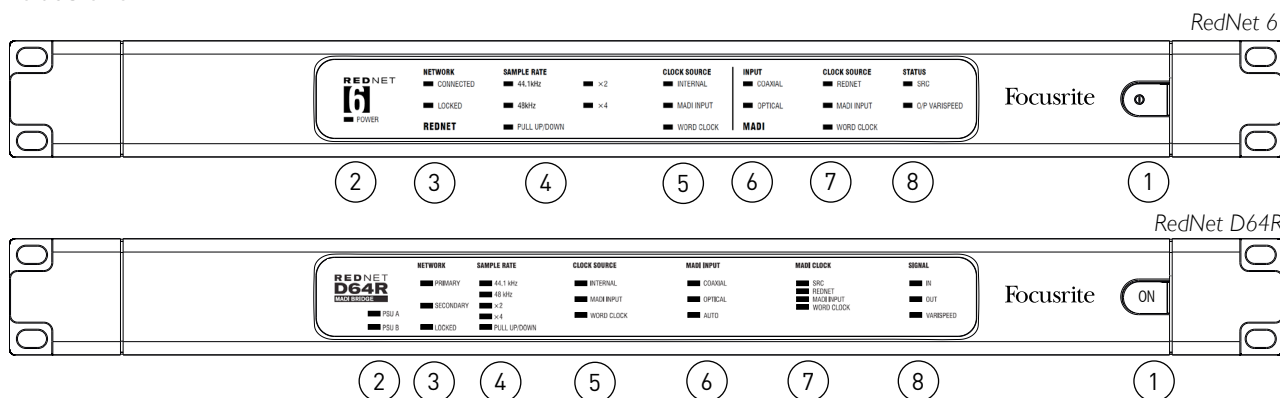 RedNet 6
NETWORK SAMPLE RATE CLOCK SOURCE INPUT CLOCK SOURCE STATUS
REDNET CONNECTED 44.1kHz ×2 INTERNAL COAXIAL REDNET SRC
6 LOCKED 48kHz ×4 MADI INPUT OPTICAL MADI INPUT O/P VARISPEED
POWER REDNET PULL UP/DOWN WORD CLOCK MADI WORD CLOCK
Focusrite
2 3 4 5 6 7 8 1
RedNet D64R
NETWORK SAMPLE RATE CLOCK SOURCE MADI INPUT MADI CLOCK SIGNAL
REDNET PRIMARY 44.1 kHz INTERNAL COAXIAL SRC IN
D64R 48 kHz REDNET
MADI BRIDGE SECONDARY ×2 MADI INPUT OPTICAL MADI INPUT OUT
PSU A ×4 WORD CLOCK AUTO WORD CLOCK VARISPEED
PSU B LOCKED PULL UP/DOWN
Focusrite ON
2 3 4 5 6 7 8 1